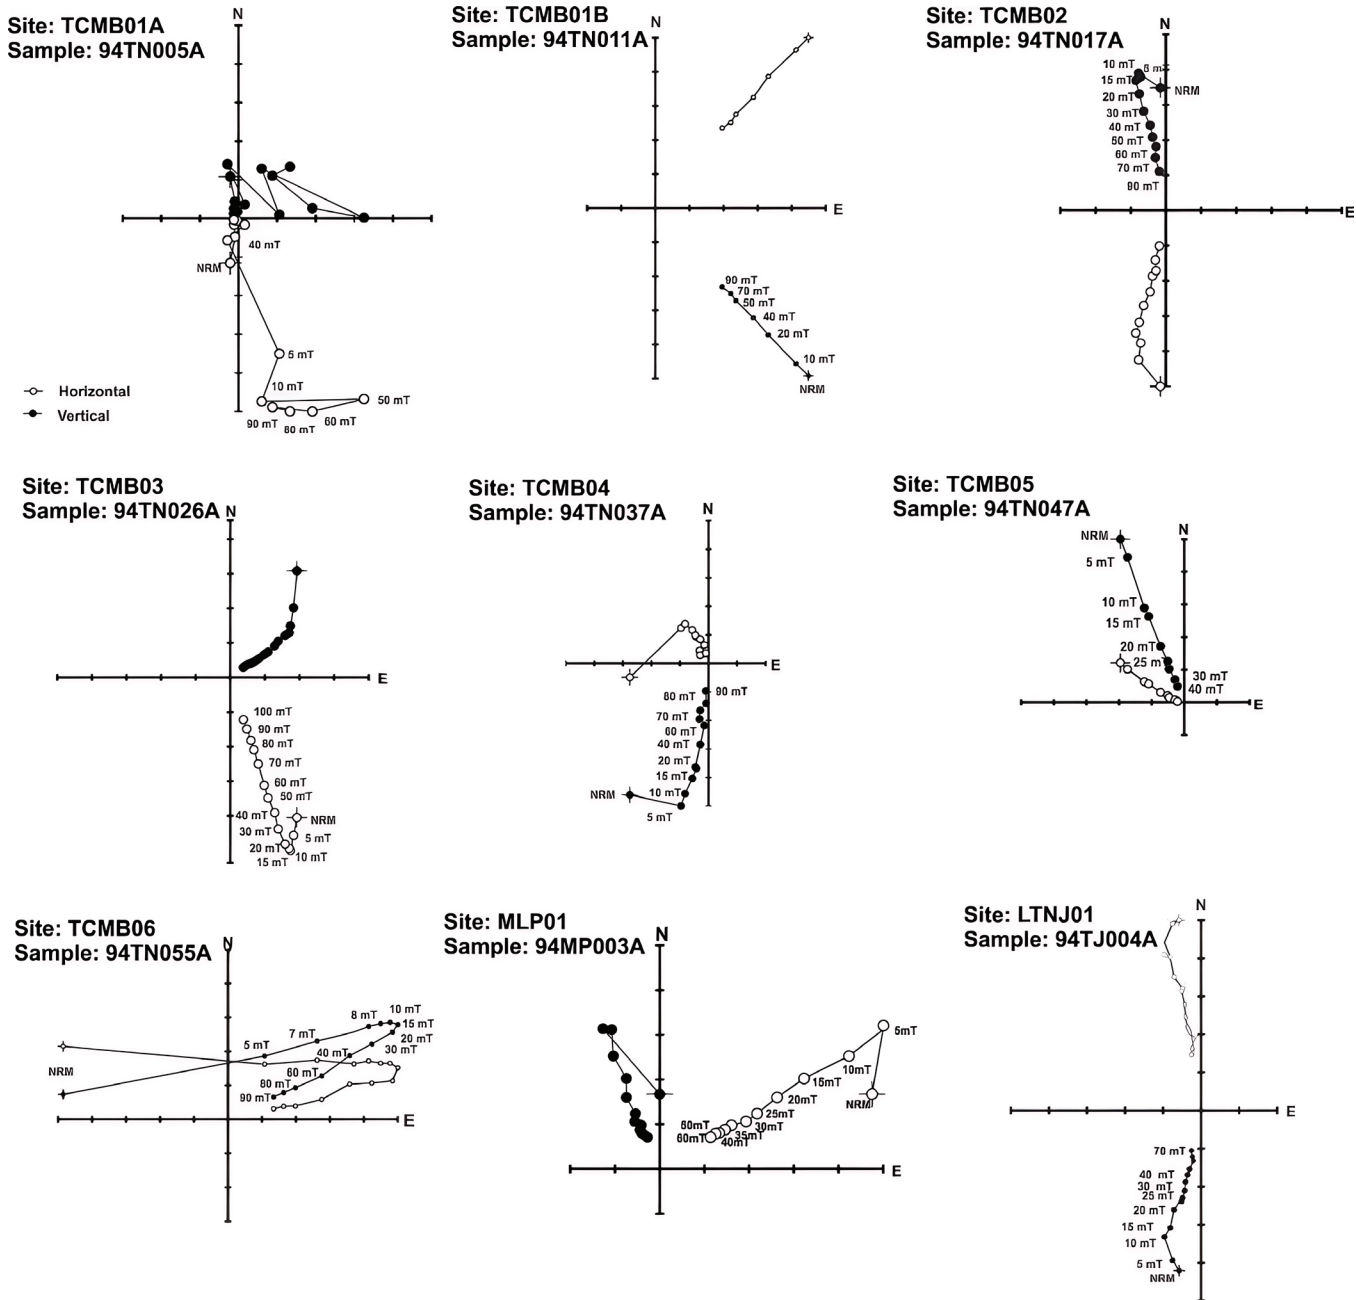 Site: TCMB01A
Sample: 94TN005A
N
E
40 mT
NRM
5 mT
10 mT
50 mT
90 mT
80 mT
60 mT
Horizontal
Vertical
Site: TCMB01B
Sample: 94TN011A
N
E
90 mT
70 mT
50 mT
40 mT
20 mT
10 mT
NRM
Site: TCMB02
Sample: 94TN017A
N
10 mT
15 mT
NRM
20 mT
30 mT
40 mT
50 mT
60 mT
70 mT
80 mT
E
Site: TCMB03
Sample: 94TN026A
N
E
100 mT
90 mT
80 mT
70 mT
60 mT
50 mT
40 mT
NRM
30 mT
5 mT
20 mT
10 mT
15 mT
Site: TCMB04
Sample: 94TN037A
N
E
80 mT
90 mT
70 mT
60 mT
40 mT
20 mT
15 mT
NRM
10 mT
5 mT
Site: TCMB05
Sample: 94TN047A
N
NRM
5 mT
10 mT
15 mT
20 mT
25 mT
30 mT
40 mT
E
Site: TCMB06
Sample: 94TN055A
N
10 mT
8 mT
15 mT
7 mT
20 mT
5 mT
30 mT
40 mT
NRM
60 mT
80 mT
90 mT
E
Site: MLP01
Sample: 94MP003A
N
5mT
10mT
15mT
20mT
NRM
25mT
30mT
35mT
40mT
60mT
E
Site: LTNJ01
Sample: 94TJ004A
N
E
70 mT
40 mT
30 mT
25 mT
20 mT
15 mT
10 mT
5 mT
NRM